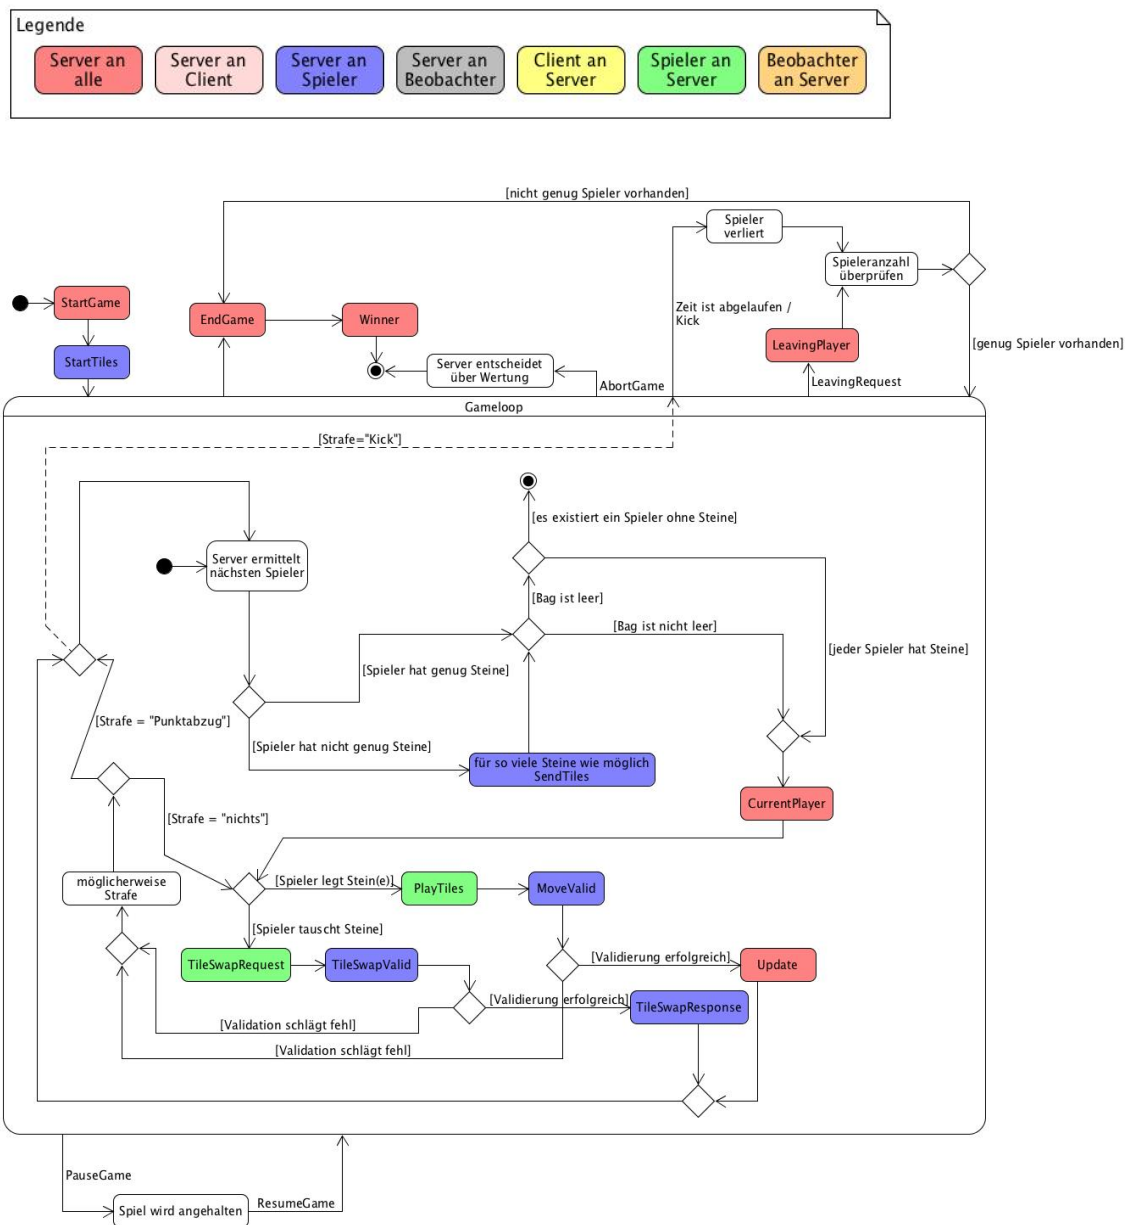 Legende
Server an
alle
Server an
Client
Server an
Spieler
Server an
Beobachter
Client an
Server
Spieler an
Server
Beobachter
an Server
[nicht genug Spieler vorhanden]
Spieler
verliert
Spieleranzahl
überprüfen
StartGame
EndGame
Winner
Zeit ist abgelaufen /
Kick
LeavingPlayer
[genug Spieler vorhanden]
StartTiles
Server entscheidet
über Wertung
AbortGame
LeavingRequest
Gameloop
[Strafe="Kick"]
[es existiert ein Spieler ohne Steine]
Server ermittelt
nächsten Spieler
[Bag ist leer]
[Bag ist nicht leer]
[jeder Spieler hat Steine]
[Spieler hat genug Steine]
[Strafe = "Punktabzug"]
[Spieler hat nicht genug Steine]
für so viele Steine wie möglich
SendTiles
CurrentPlayer
[Strafe = "nichts"]
möglicherweise
Strafe
[Spieler legt Stein(e)]
PlayTiles
MoveValid
[Spieler tauscht Steine]
TileSwapRequest
TileSwapValid
[Validierung erfolgreich]
Update
[Validierung erfolgreich]
TileSwapResponse
[Validation schlägt fehl]
[Validation schlägt fehl]
PauseGame
Spiel wird angehalten
ResumeGame